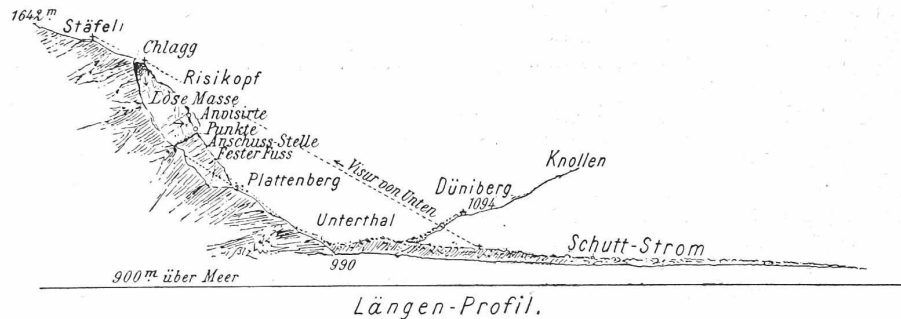 1642 m
Stäfeli
Chlagg
Risikopf
Löse Masse
Anvisirte
Punkte
Anschuss-Stelle
Fester Fuss
Plattenberg
Visur von Unten
Knollen
Düniberg
1094
Unterthal
Schutt-Strom
990
900 m über Meer
Längen-Profil.